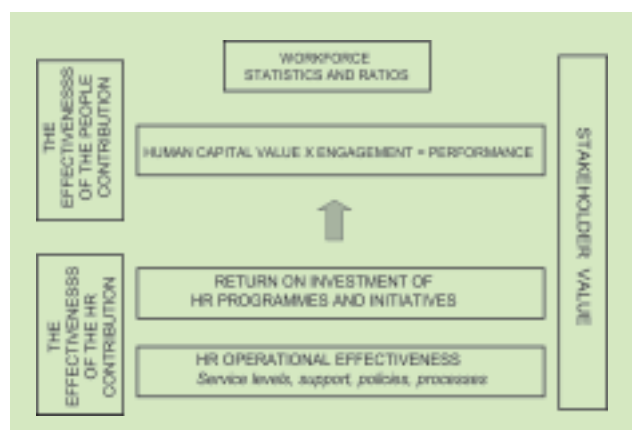 WORKFORCE
STATISTICS AND RATIOS
THE
EFFECTIVENESSS
OF THE PEOPLE
CONTRIBUTION
HUMAN CAPITAL VALUE X ENGAGEMENT = PERFORMANCE
STAKEHOLDER VALUE
THE
EFFECTIVENESSS
OF THE HR
CONTRIBUTION
RETURN ON INVESTMENT OF
HR PROGRAMMES AND INITIATIVES
HR OPERATIONAL EFFECTIVENESS
Service levels, support, policies, processes